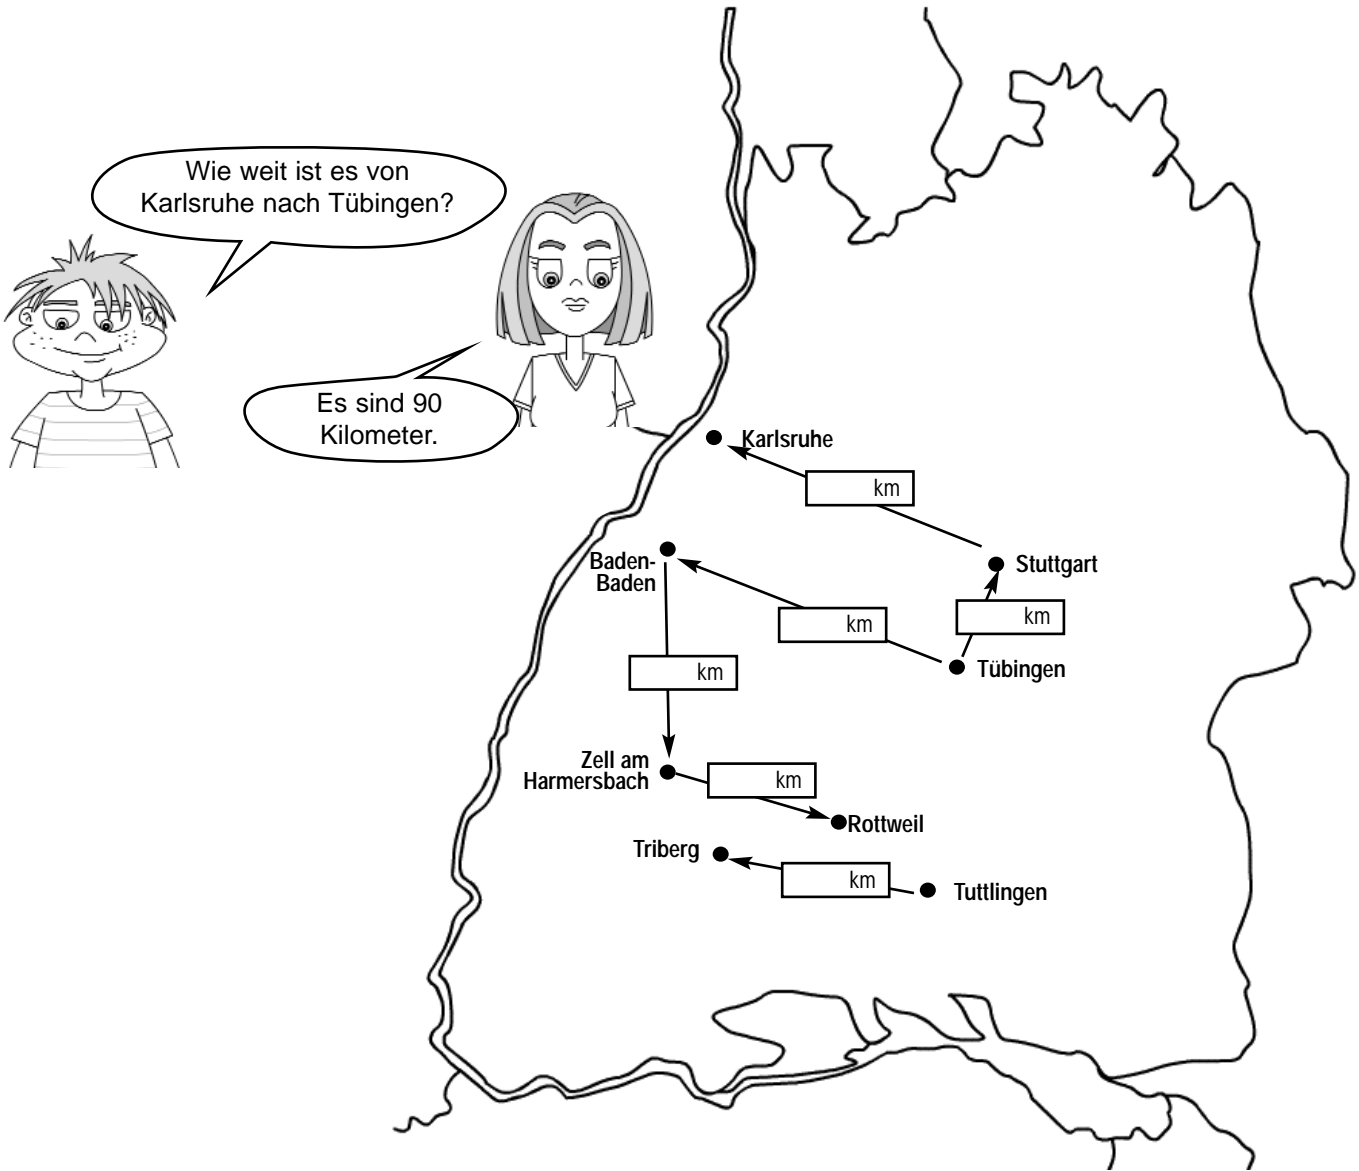 Wie weit ist es von
Karlsruhe nach Tübingen?
Es sind 90
Kilometer.
Karlsruhe
km
Stuttgart
Baden-
Baden
km
km
Tübingen
km
Zell am
Harmersbach
km
Rottweil
Triberg
km
Tuttlingen